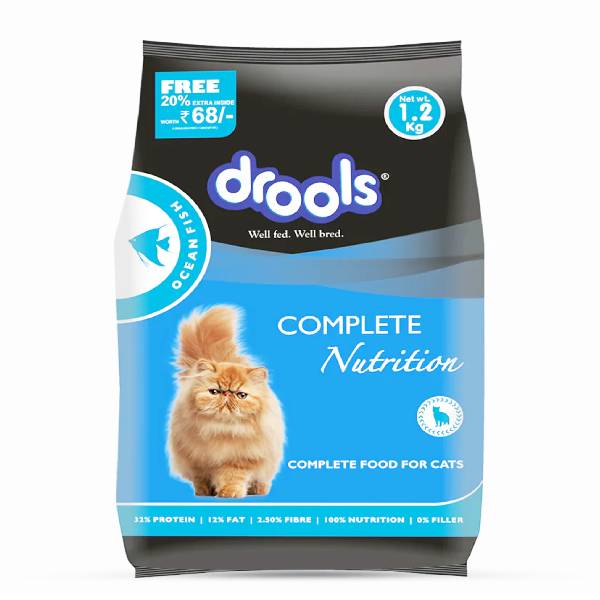 FREE
20% EXTRA INSIDE
WORTH ₹68/-
Net wt.
1.2
Kg
drools®
Well fed. Well bred.
OCEAN FISH
COMPLETE
Nutrition
COMPLETE FOOD FOR CATS
32% PROTEIN | 12% FAT | 2.50% FIBRE | 100% NUTRITION | 0% FILLER